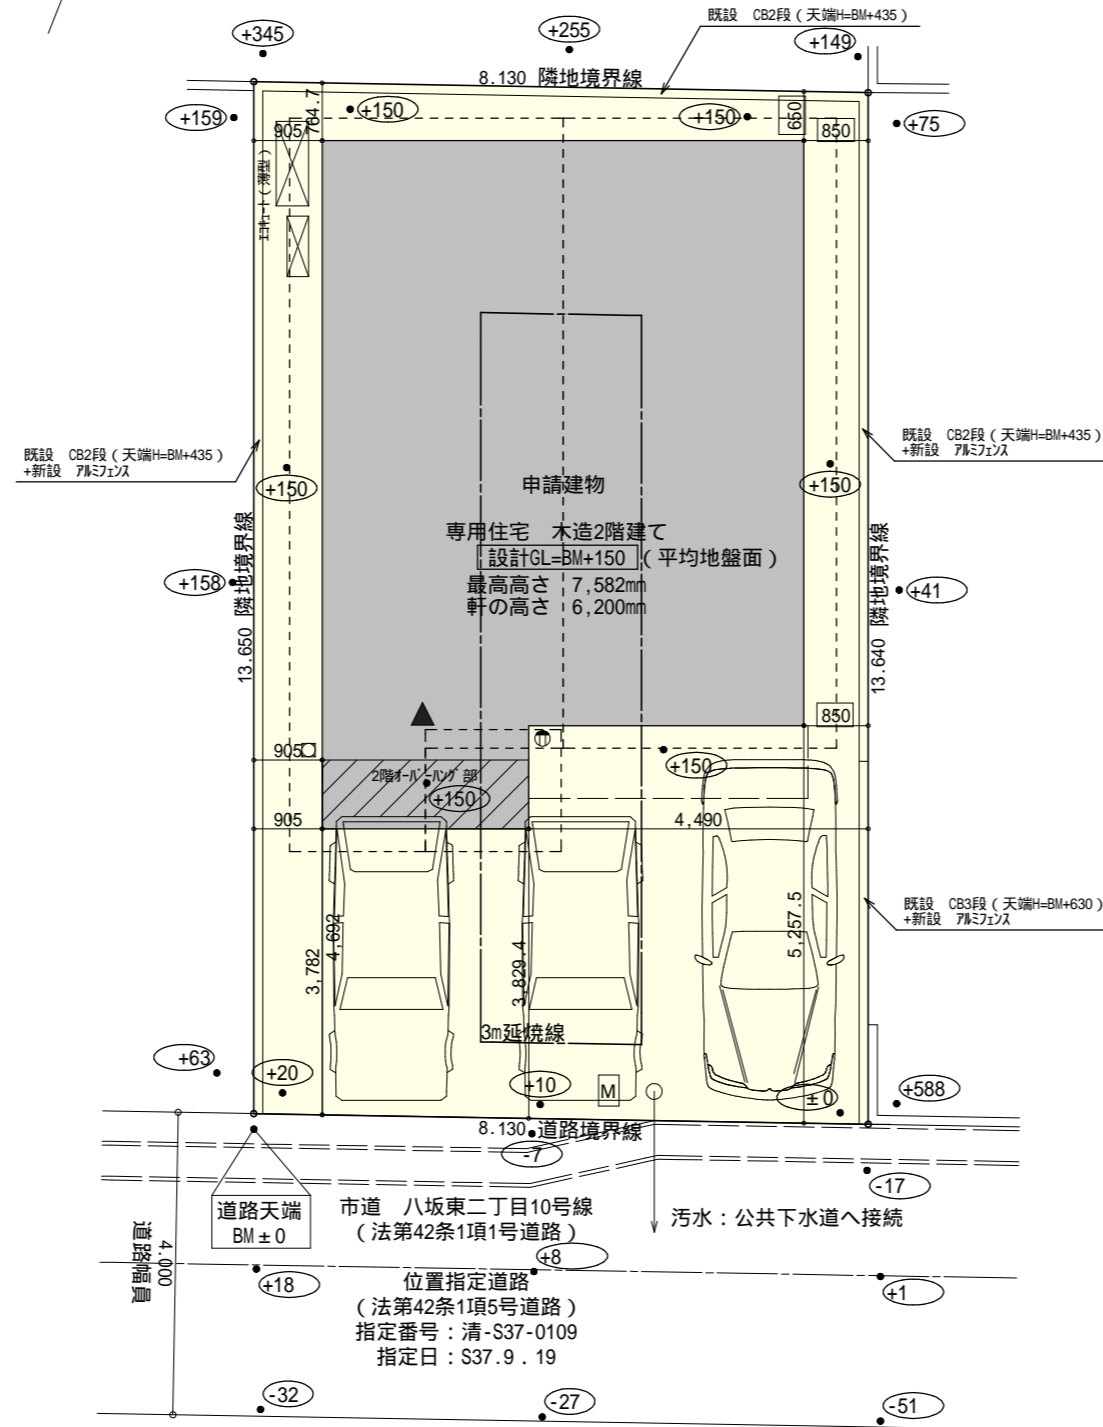 既設 CB2段(天端H=BM+435)
+345
+255
+149
8.130 隣地境界線
+159
+150
+150
+75
764.7
905
650
850
エコキュート(薄型)
既設 CB2段(天端H=BM+435)
+新設 アルミフェンス
既設 CB2段(天端H=BM+435)
+新設 アルミフェンス
+150
+150
申請建物
専用住宅 木造2階建て
設計GL=BM+150 (平均地盤面)
最高高さ 7,582mm
軒の高さ 6,200mm
+158
+41
13.650 隣地境界線
13.640 隣地境界線
850
905
2階オーバーハング部
+150
+150
905
4,490
既設 CB3段(天端H=BM+630)
+新設 アルミフェンス
3,782
4,692
3,829.4
5,257.5
3m延焼線
+63
+20
+10
M
±0
+588
8.130 道路境界線
-7
-17
道路天端
BM±0
市道 八坂東二丁目10号線
(法第42条1項1号道路)
汚水:公共下水道へ接続
4.000
道路幅員
+18
+8
+1
位置指定道路
(法第42条1項5号道路)
指定番号:清-S37-0109
指定日:S37.9.19
-32
-27
-51